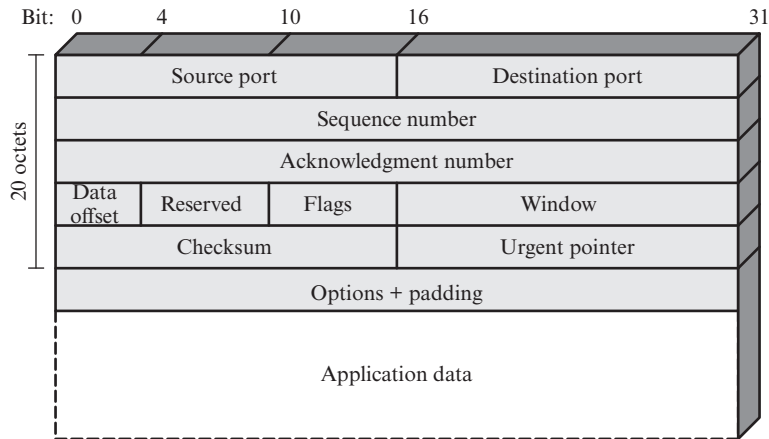 Bit: 0 4 10 16 31
Source port Destination port
Sequence number
Acknowledgment number
Data offset Reserved Flags Window
Checksum Urgent pointer
Options + padding
Application data
20 octets